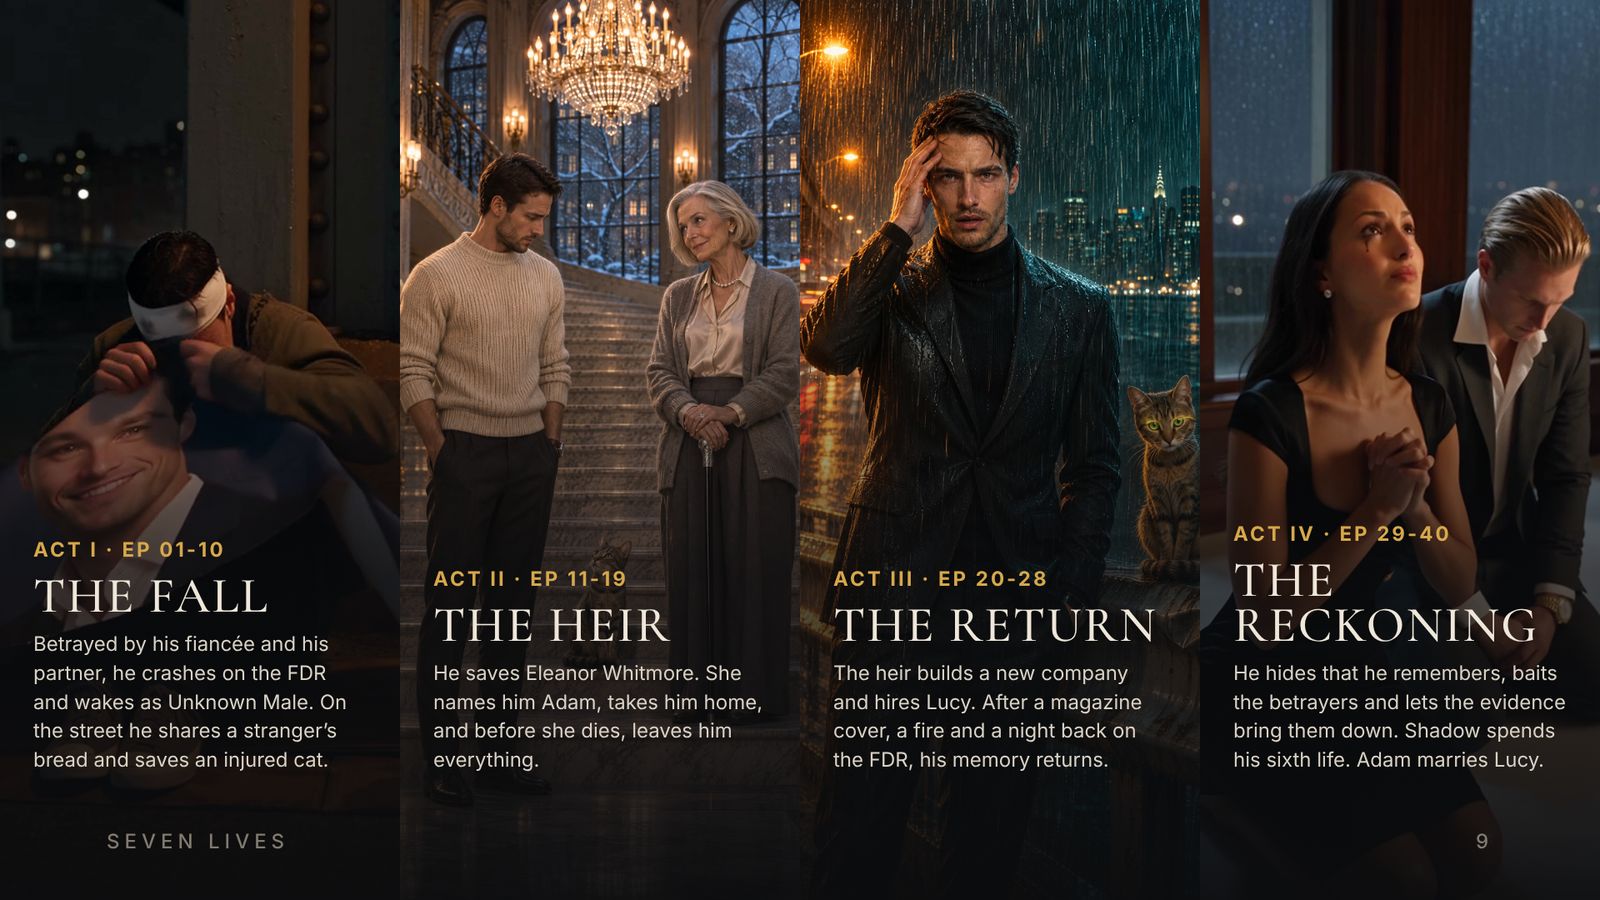 ACT I · EP 01-10
THE FALL
Betrayed by his fiancée and his
partner, he crashes on the FDR
and wakes as Unknown Male. On
the street he shares a stranger’s
bread and saves an injured cat.
ACT II · EP 11-19
THE HEIR
He saves Eleanor Whitmore. She
names him Adam, takes him home,
and before she dies, leaves him
everything.
ACT III · EP 20-28
THE RETURN
The heir builds a new company
and hires Lucy. After a magazine
cover, a fire and a night back on
the FDR, his memory returns.
ACT IV · EP 29-40
THE
RECKONING
He hides that he remembers, baits
the betrayers and lets the evidence
bring them down. Shadow spends
his sixth life. Adam marries Lucy.
SEVEN LIVES
9